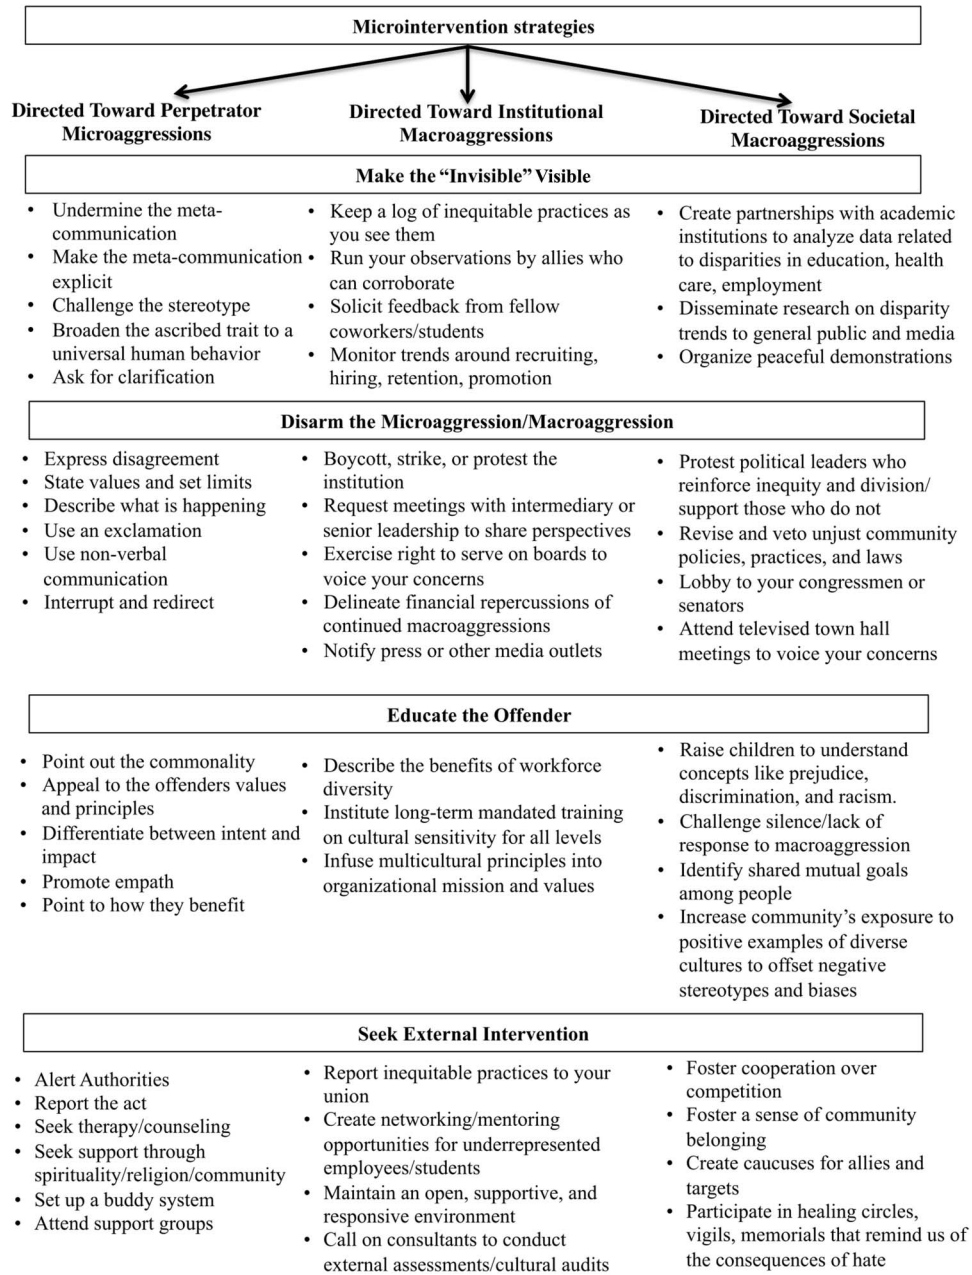 Microintervention strategies
Directed Toward Perpetrator
Microaggressions
Directed Toward Institutional
Macroaggressions
Directed Toward Societal
Macroaggressions
Make the “Invisible” Visible
• Undermine the meta-
communication
• Make the meta-communication
explicit
• Challenge the stereotype
• Broaden the ascribed trait to a
universal human behavior
• Ask for clarification
• Keep a log of inequitable practices as
you see them
• Run your observations by allies who
can corroborate
• Solicit feedback from fellow
coworkers/students
• Monitor trends around recruiting,
hiring, retention, promotion
• Create partnerships with academic
institutions to analyze data related
to disparities in education, health
care, employment
• Disseminate research on disparity
trends to general public and media
• Organize peaceful demonstrations
Disarm the Microaggression/Macroaggression
• Express disagreement
• State values and set limits
• Describe what is happening
• Use an exclamation
• Use non-verbal
communication
• Interrupt and redirect
• Boycott, strike, or protest the
institution
• Request meetings with intermediary or
senior leadership to share perspectives
• Exercise right to serve on boards to
voice your concerns
• Delineate financial repercussions of
continued macroaggressions
• Notify press or other media outlets
• Protest political leaders who
reinforce inequity and division/
support those who do not
• Revise and veto unjust community
policies, practices, and laws
• Lobby to your congressmen or
senators
• Attend televised town hall
meetings to voice your concerns
Educate the Offender
• Point out the commonality
• Appeal to the offenders values
and principles
• Differentiate between intent and
impact
• Promote empath
• Point to how they benefit
• Describe the benefits of workforce
diversity
• Institute long-term mandated training
on cultural sensitivity for all levels
• Infuse multicultural principles into
organizational mission and values
• Raise children to understand
concepts like prejudice,
discrimination, and racism.
• Challenge silence/lack of
response to macroaggression
• Identify shared mutual goals
among people
• Increase community’s exposure to
positive examples of diverse
cultures to offset negative
stereotypes and biases
Seek External Intervention
• Alert Authorities
• Report the act
• Seek therapy/counseling
• Seek support through
spirituality/religion/community
• Set up a buddy system
• Attend support groups
• Report inequitable practices to your
union
• Create networking/mentoring
opportunities for underrepresented
employees/students
• Maintain an open, supportive, and
responsive environment
• Call on consultants to conduct
external assessments/cultural audits
• Foster cooperation over
competition
• Foster a sense of community
belonging
• Create caucuses for allies and
targets
• Participate in healing circles,
vigils, memorials that remind us of
the consequences of hate